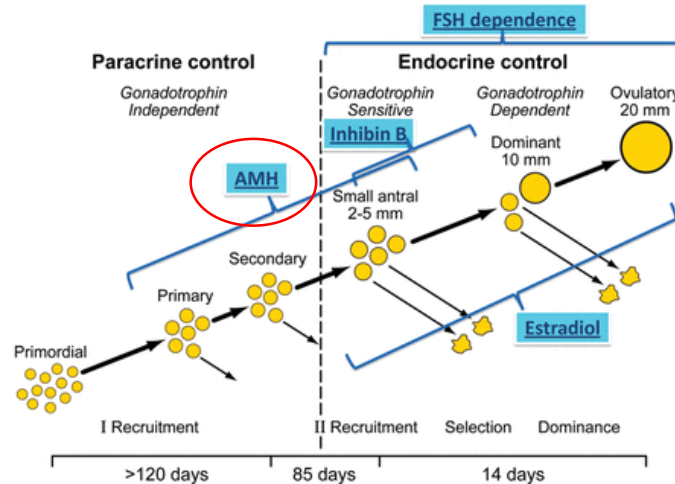 FSH dependence
Paracrine control
Endocrine control
Gonadotrophin
Independent
Gonadotrophin
Sensitive
Gonadotrophin
Dependent
Ovulatory
20 mm
Inhibin B
Dominant
10 mm
AMH
Small antral
2-5 mm
Secondary
Primary
Estradiol
Primordial
I Recruitment
II Recruitment
Selection
Dominance
>120 days
85 days
14 days